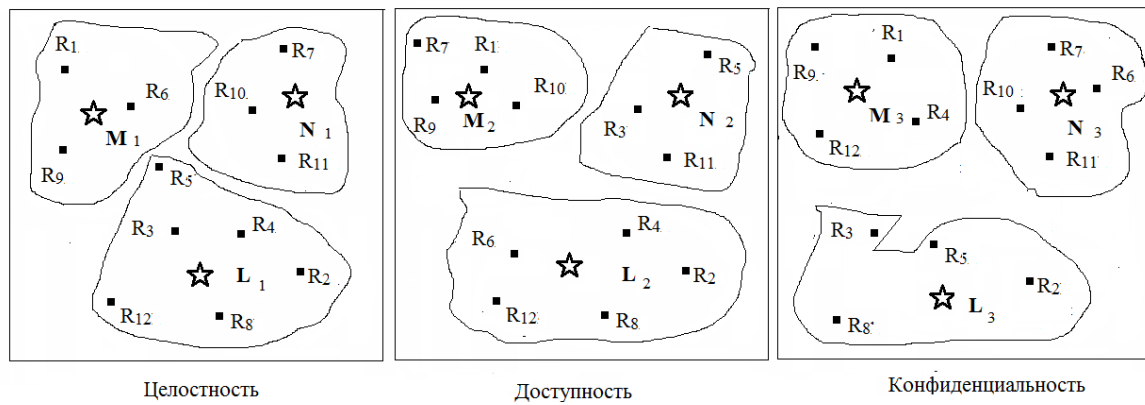 R1
R6
M 1
R9
R7
R10
N 1
R11
R5
R3
R4
L 1
R2
R12
R8
R7
R1
R10
R9
M 2
R5
R3
N 2
R11
R6
R4
L 2
R2
R12
R8
R1
R9
M 3
R4
R12
R7
R6
R10
N 3
R11
R3
R5
R2
L 3
R8
Целостность
Доступность
Конфиденциальность